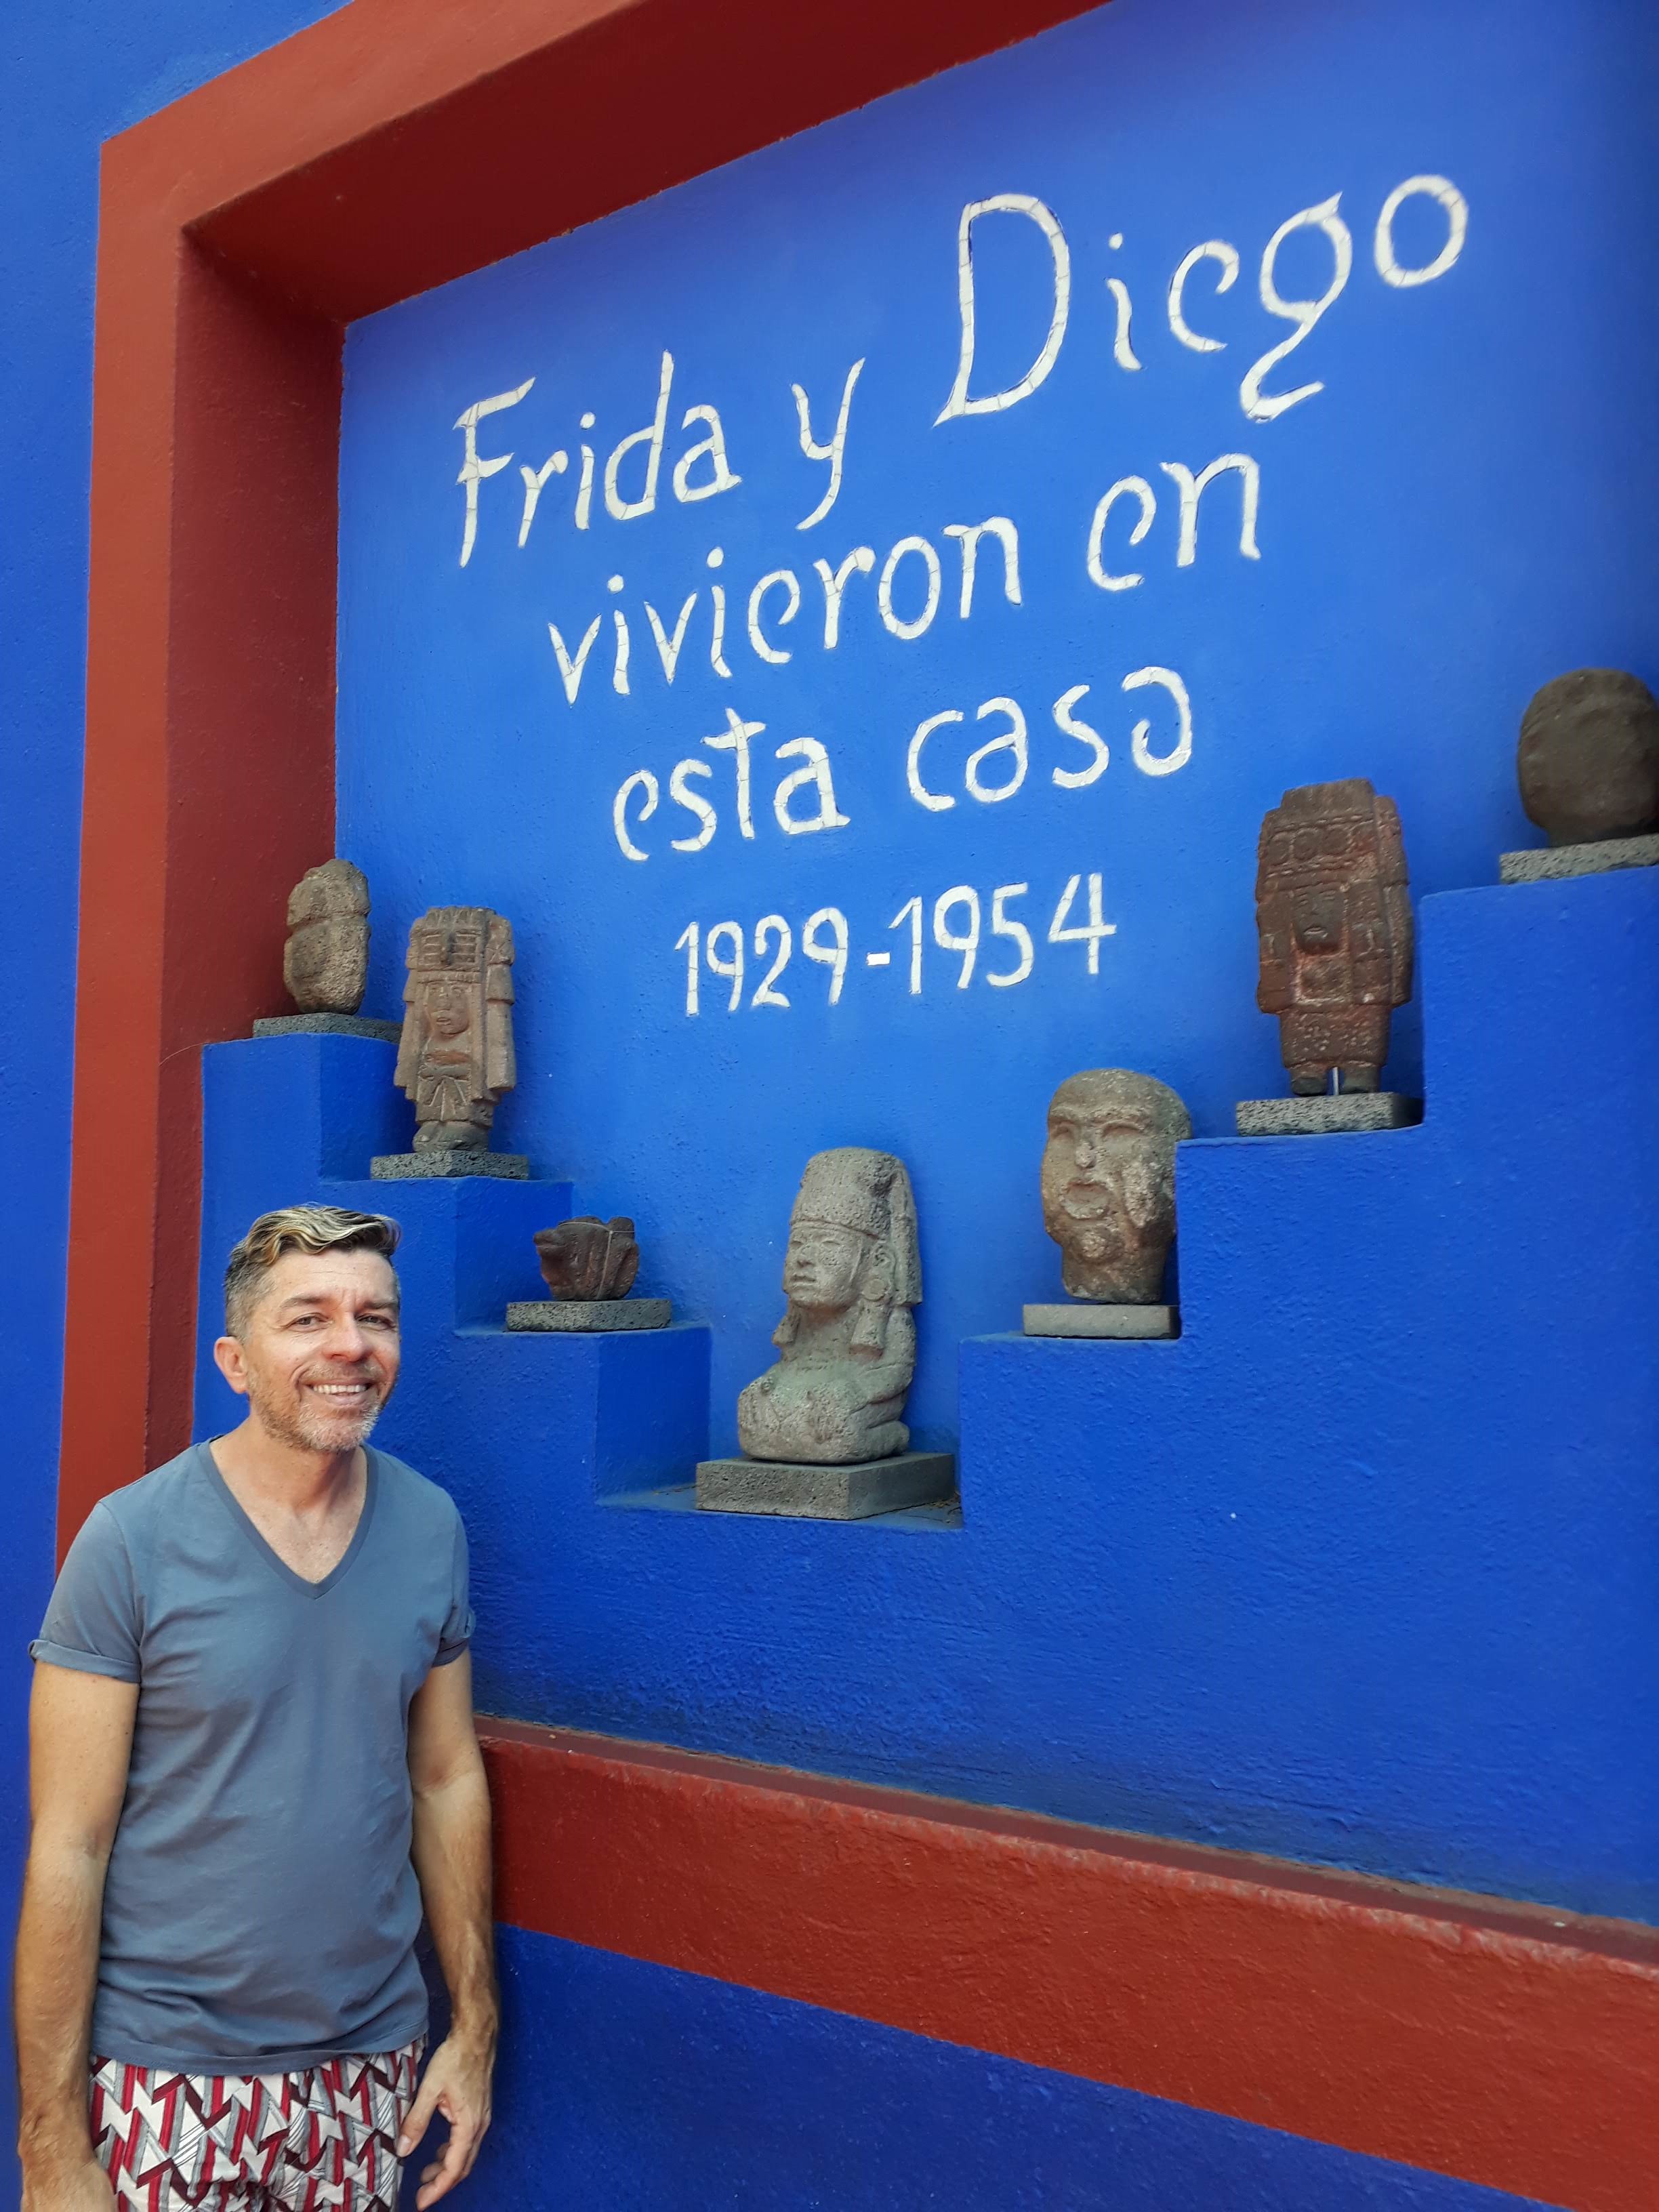 Frida y Diego
vivieron en
esta casa
1929-1954